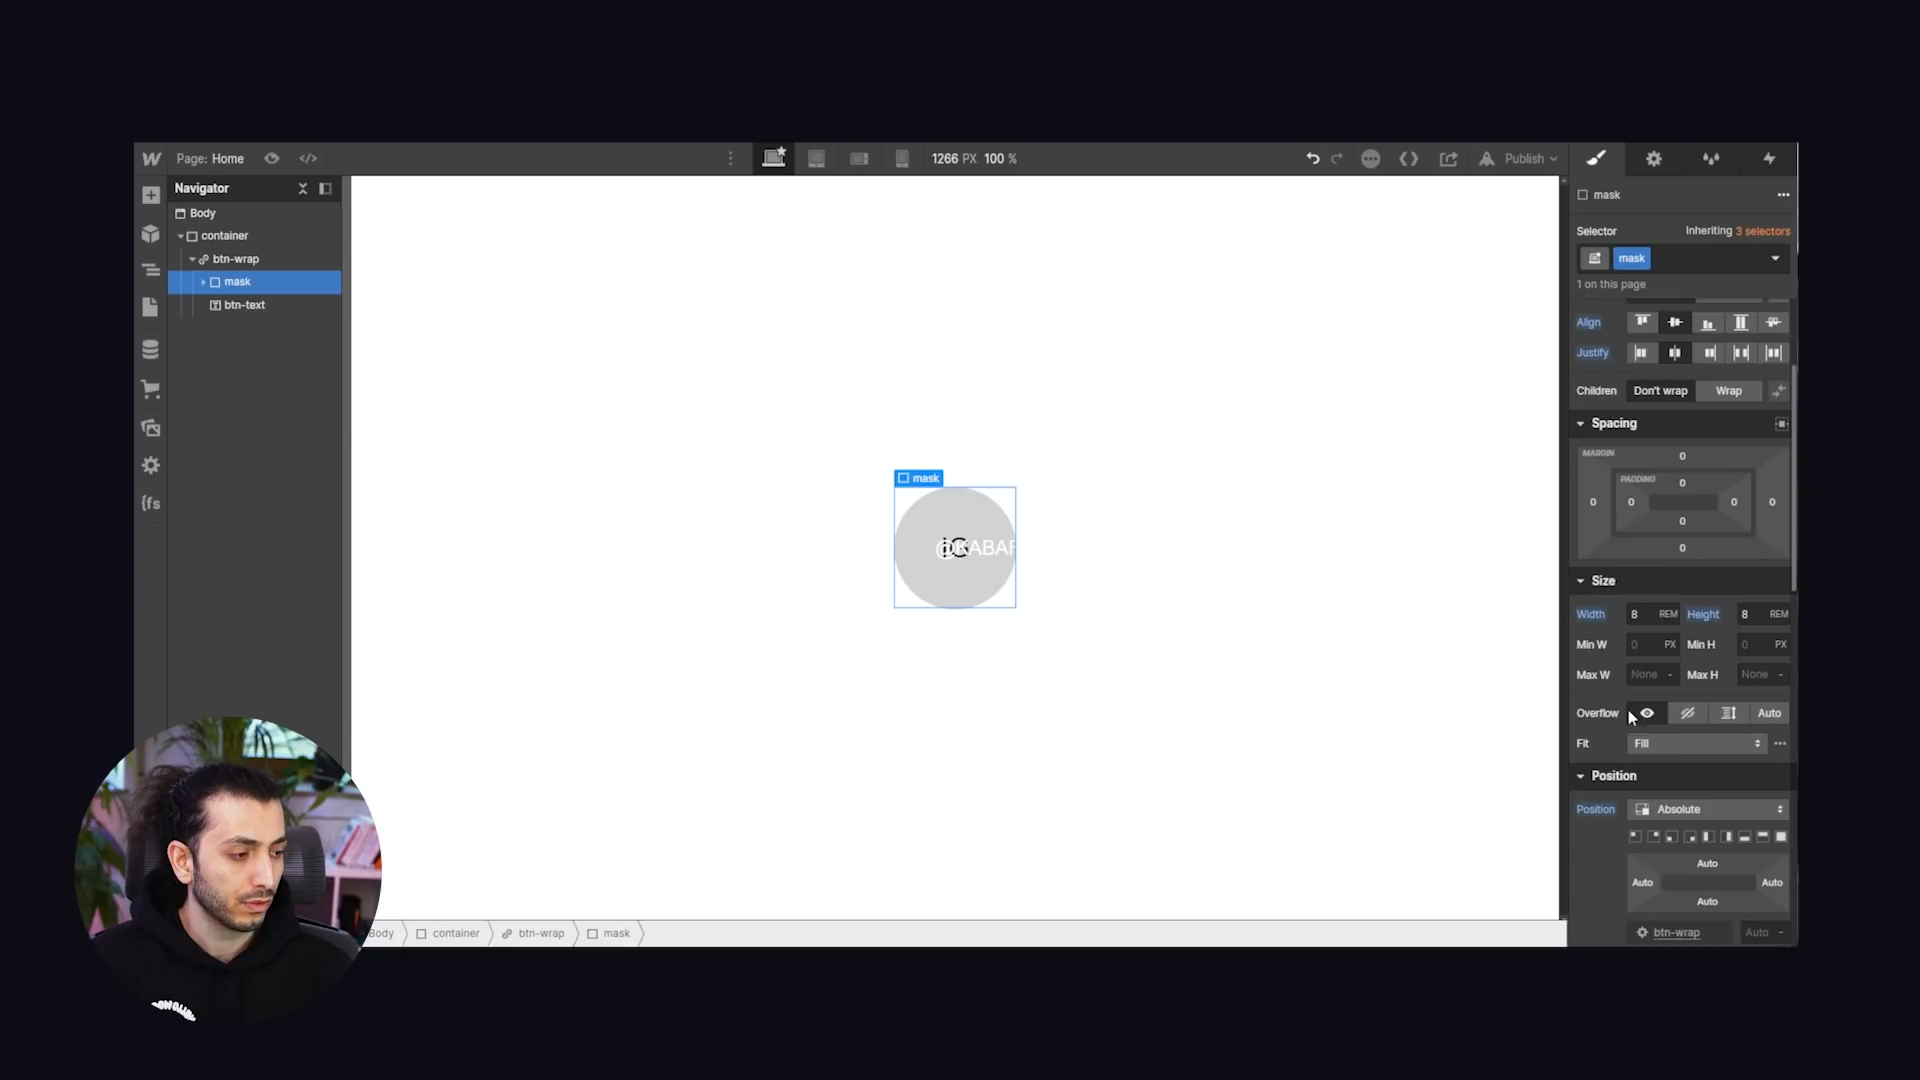 Page: Home
1266 PX 100 %
Publish
Navigator
Body
container
btn-wrap
mask
btn-text
mask
@KABAR
IG
mask
Selector
Inheriting 3 selectors
mask
1 on this page
Align
Justify
Children Don't wrap Wrap
Spacing
MARGIN 0
PADDING 0
0 0 0 0
0
0
Size
Width 8 REM Height 8 REM
Min W 0 PX Min H 0 PX
Max W None - Max H None -
Overflow Auto
Fit Fill
Position
Position Absolute
Auto
Auto Auto
Auto
btn-wrap Auto -
{fs
Body container btn-wrap mask